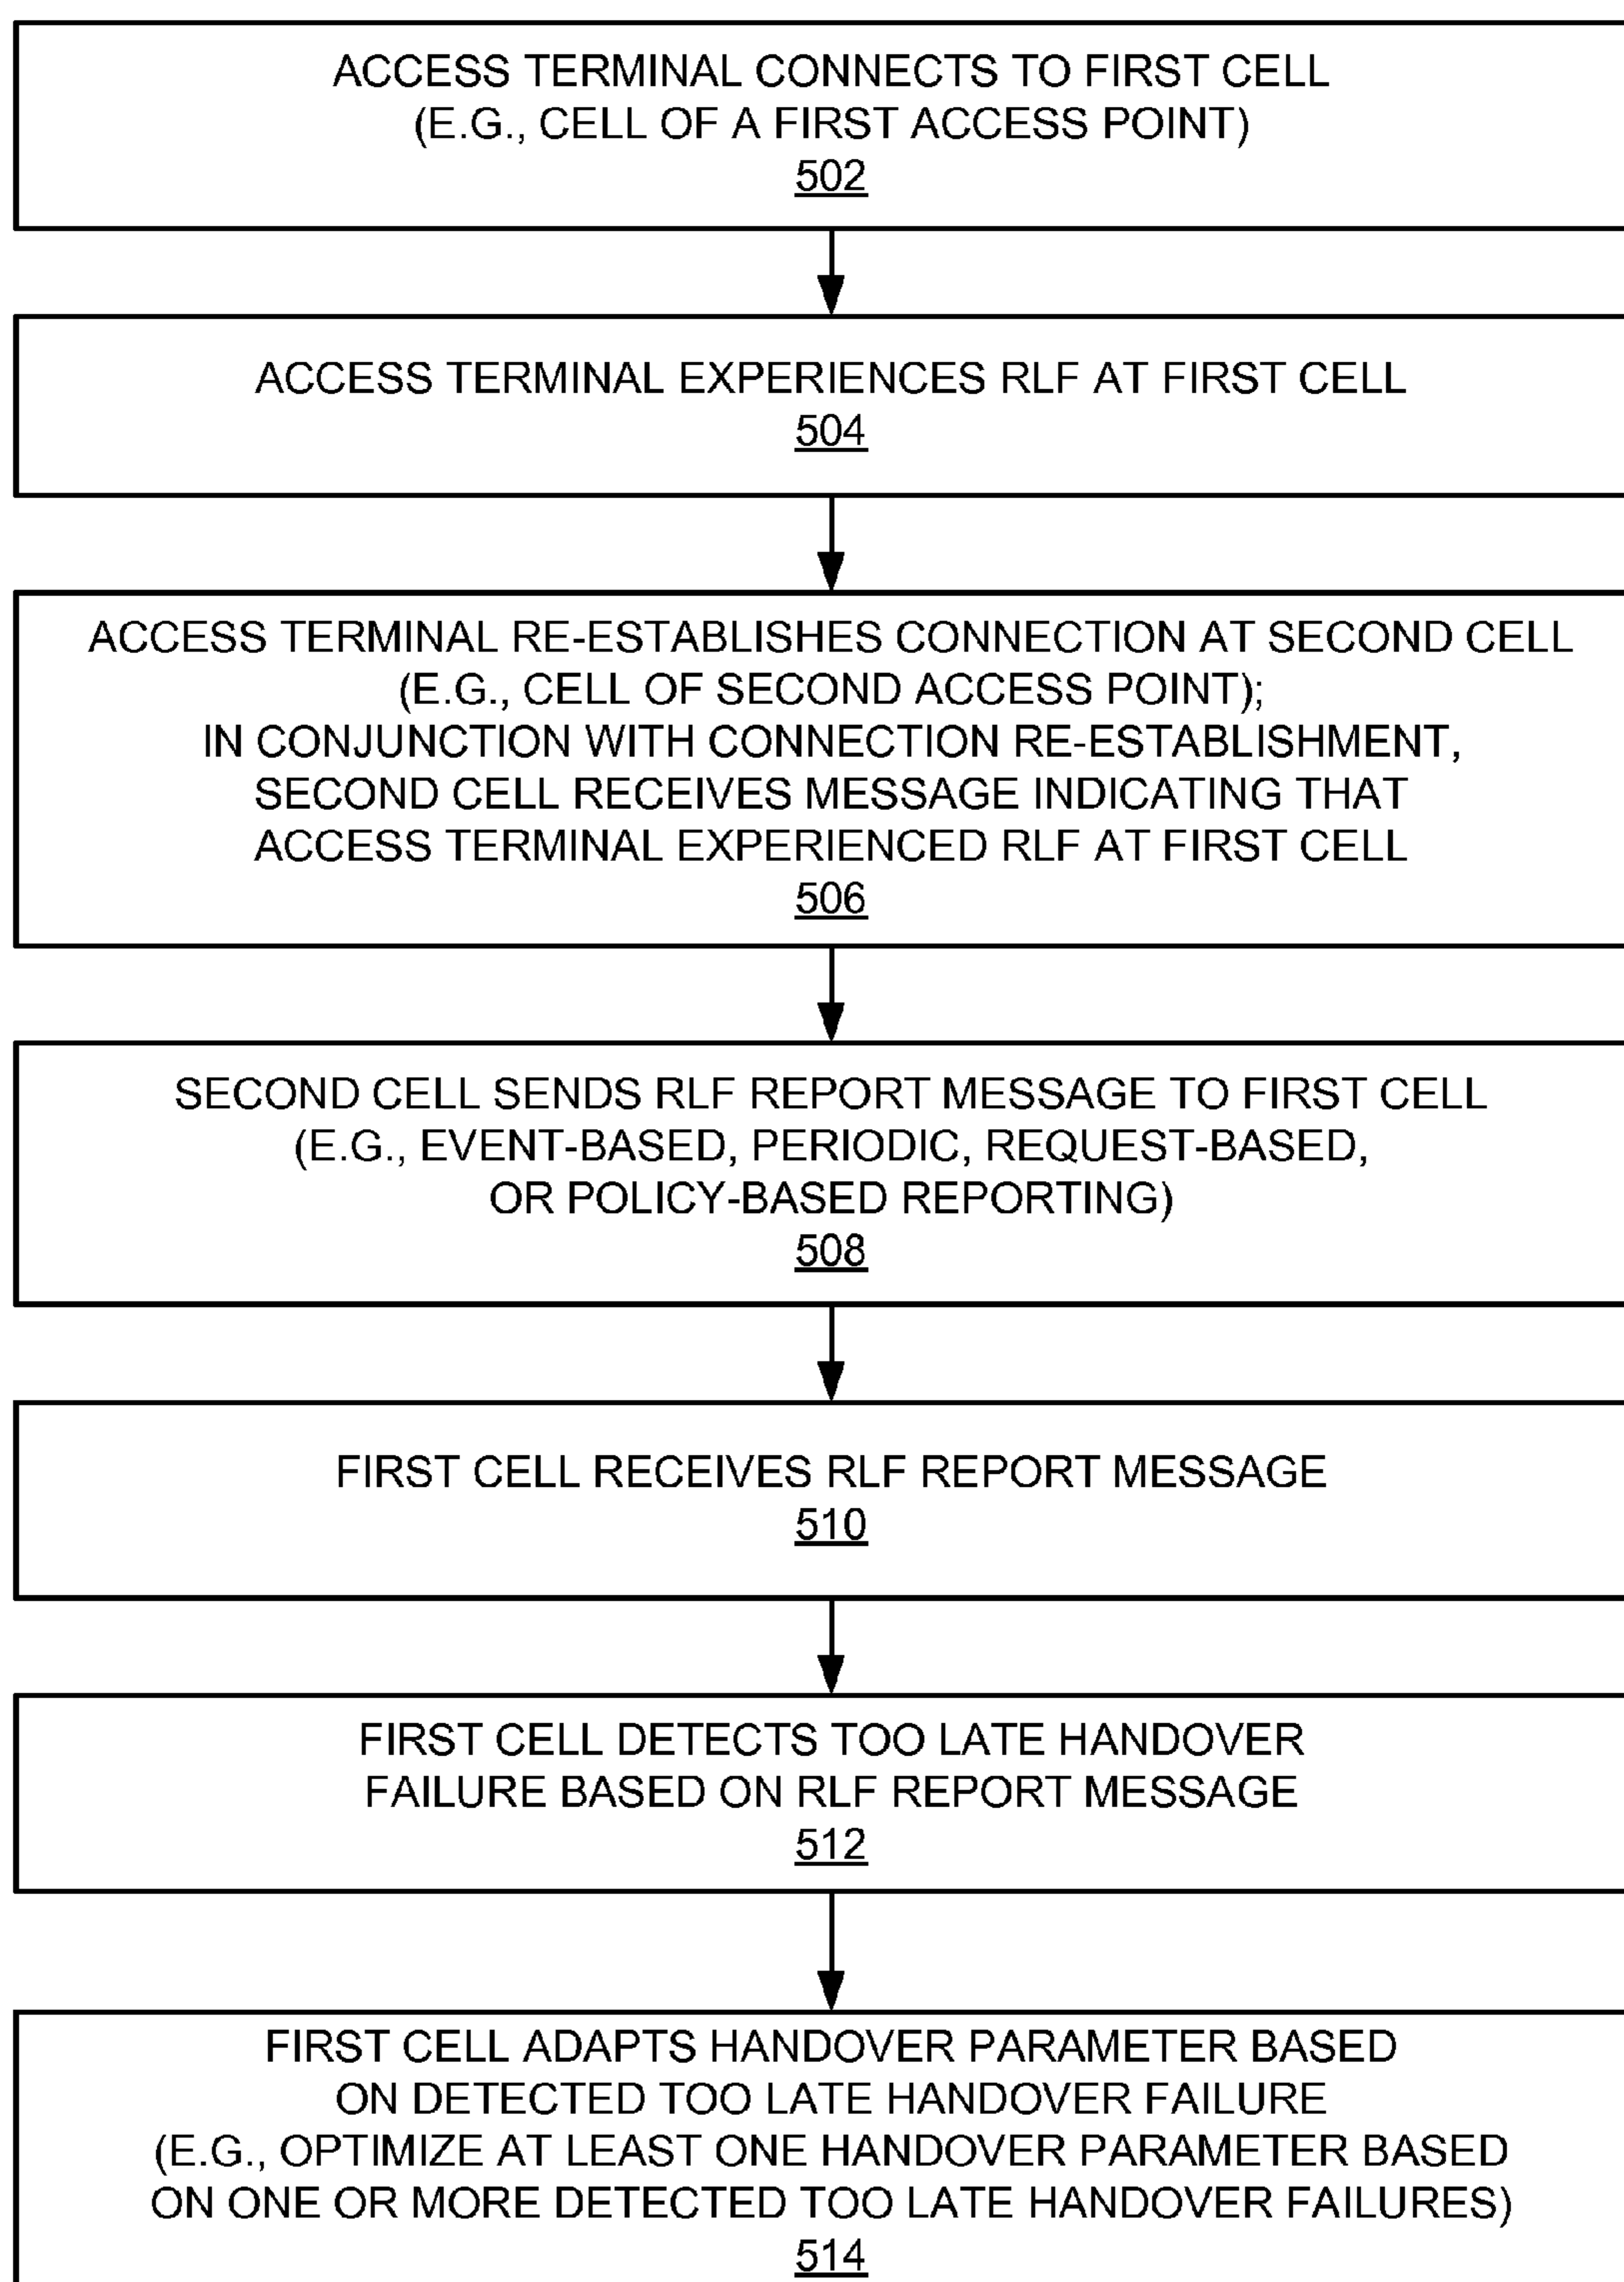 ACCESS TERMINAL CONNECTS TO FIRST CELL
(E.G., CELL OF A FIRST ACCESS POINT)
502
ACCESS TERMINAL EXPERIENCES RLF AT FIRST CELL
504
ACCESS TERMINAL RE-ESTABLISHES CONNECTION AT SECOND CELL
(E.G., CELL OF SECOND ACCESS POINT);
IN CONJUNCTION WITH CONNECTION RE-ESTABLISHMENT,
SECOND CELL RECEIVES MESSAGE INDICATING THAT
ACCESS TERMINAL EXPERIENCED RLF AT FIRST CELL
506
SECOND CELL SENDS RLF REPORT MESSAGE TO FIRST CELL
(E.G., EVENT-BASED, PERIODIC, REQUEST-BASED,
OR POLICY-BASED REPORTING)
508
FIRST CELL RECEIVES RLF REPORT MESSAGE
510
FIRST CELL DETECTS TOO LATE HANDOVER
FAILURE BASED ON RLF REPORT MESSAGE
512
FIRST CELL ADAPTS HANDOVER PARAMETER BASED
ON DETECTED TOO LATE HANDOVER FAILURE
(E.G., OPTIMIZE AT LEAST ONE HANDOVER PARAMETER BASED
ON ONE OR MORE DETECTED TOO LATE HANDOVER FAILURES)
514